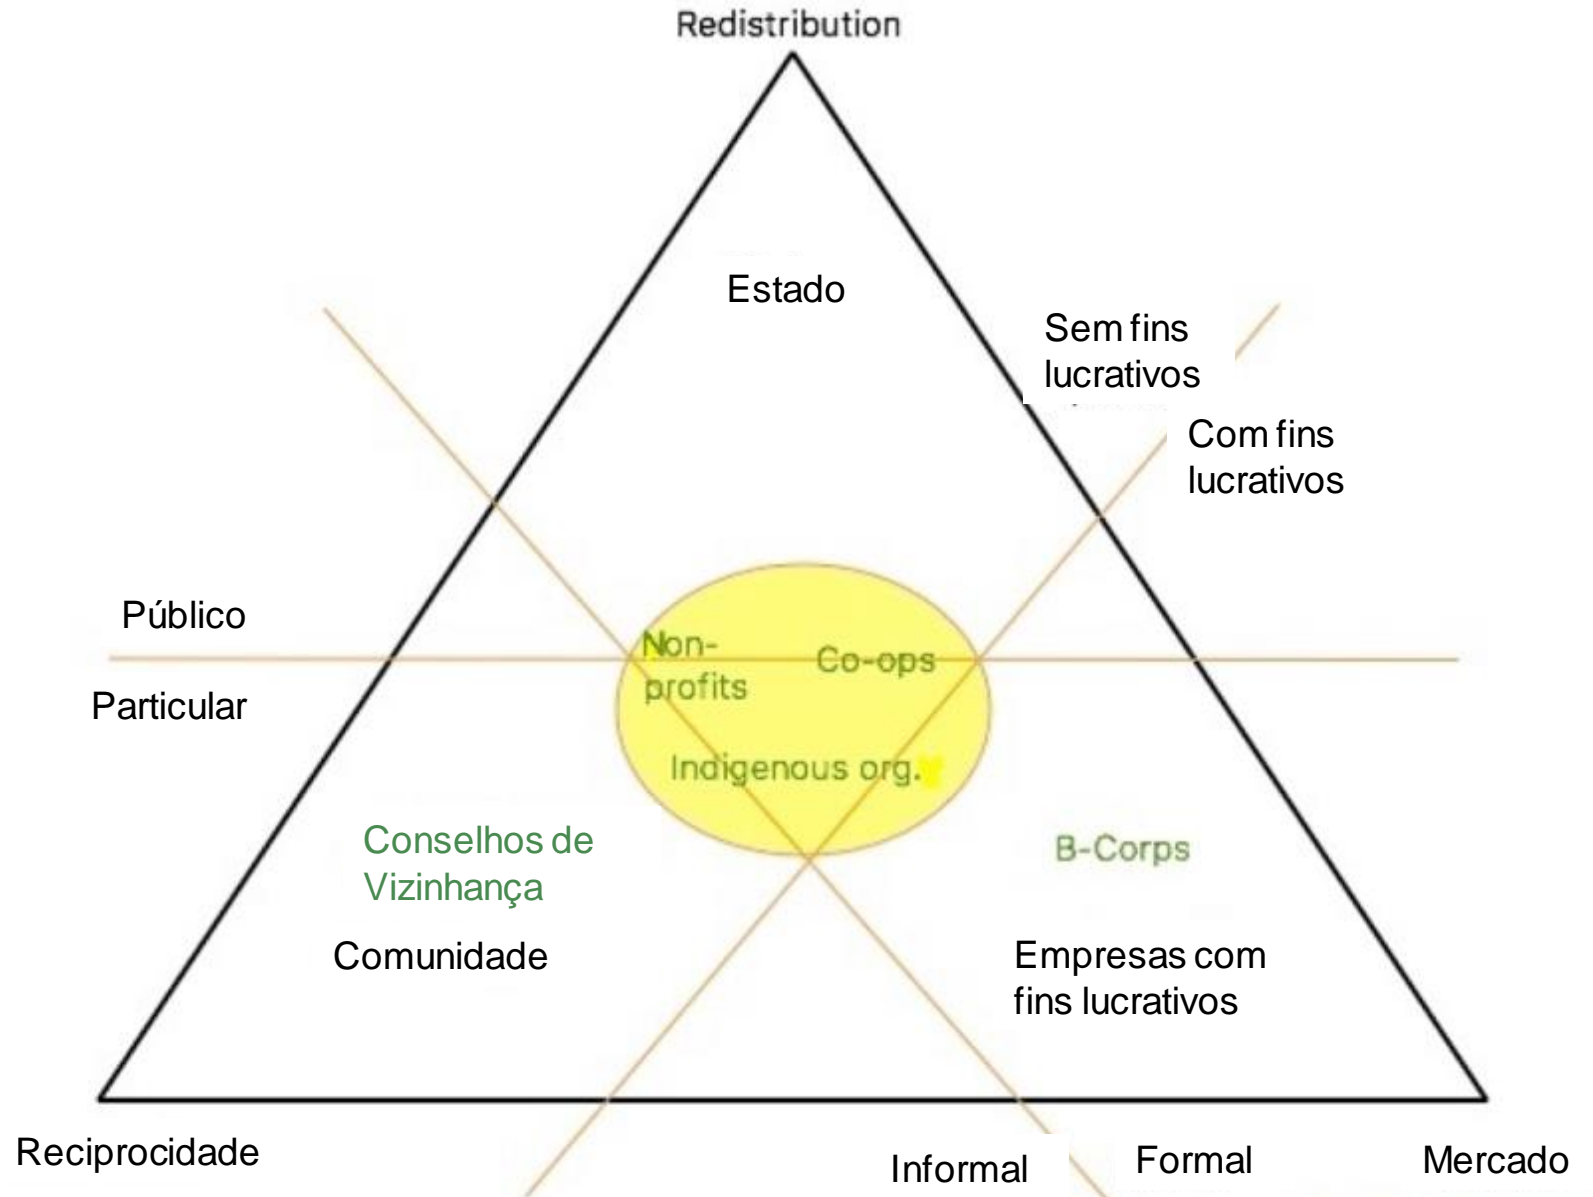 Redistribution
Estado
Sem fins
lucrativos
Com fins
lucrativos
Público
Particular
Non-
profits
Co-ops
Indigenous org.
Conselhos de
Vizinhança
B-Corps
Comunidade
Empresas com
fins lucrativos
Reciprocidade
Informal
Formal
Mercado